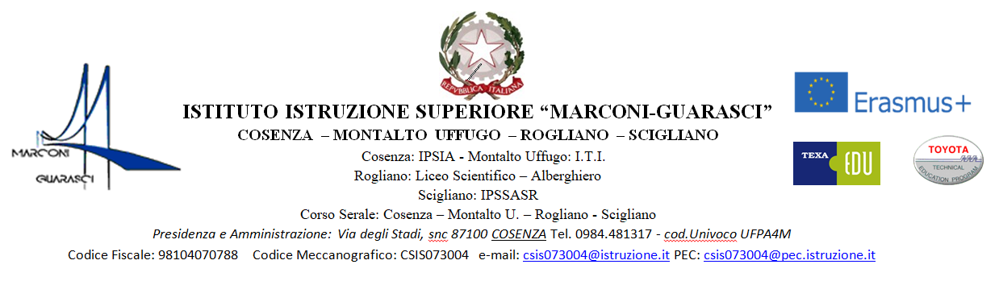 REPVBBLICA ITALIANA
ISTITUTO ISTRUZIONE SUPERIORE “MARCONI-GUARASCI”
COSENZA – MONTALTO UFFUGO – ROGLIANO – SCIGLIANO
Cosenza: IPSIA - Montalto Uffugo: I.T.I.
Rogliano: Liceo Scientifico – Alberghiero
Scigliano: IPSSASR
Corso Serale: Cosenza – Montalto U. – Rogliano - Scigliano
Presidenza e Amministrazione: Via degli Stadi, snc 87100 COSENZA Tel. 0984.481317 - cod.Univoco UFPA4M
Codice Fiscale: 98104070788 Codice Meccanografico: CSIS073004 e-mail: csis073004@istruzione.it PEC: csis073004@pec.istruzione.it
MARCONI
GUARASCI
Erasmus+
TEXA EDU
TOYOTA
TECHNICAL
EDUCATION PROGRAM